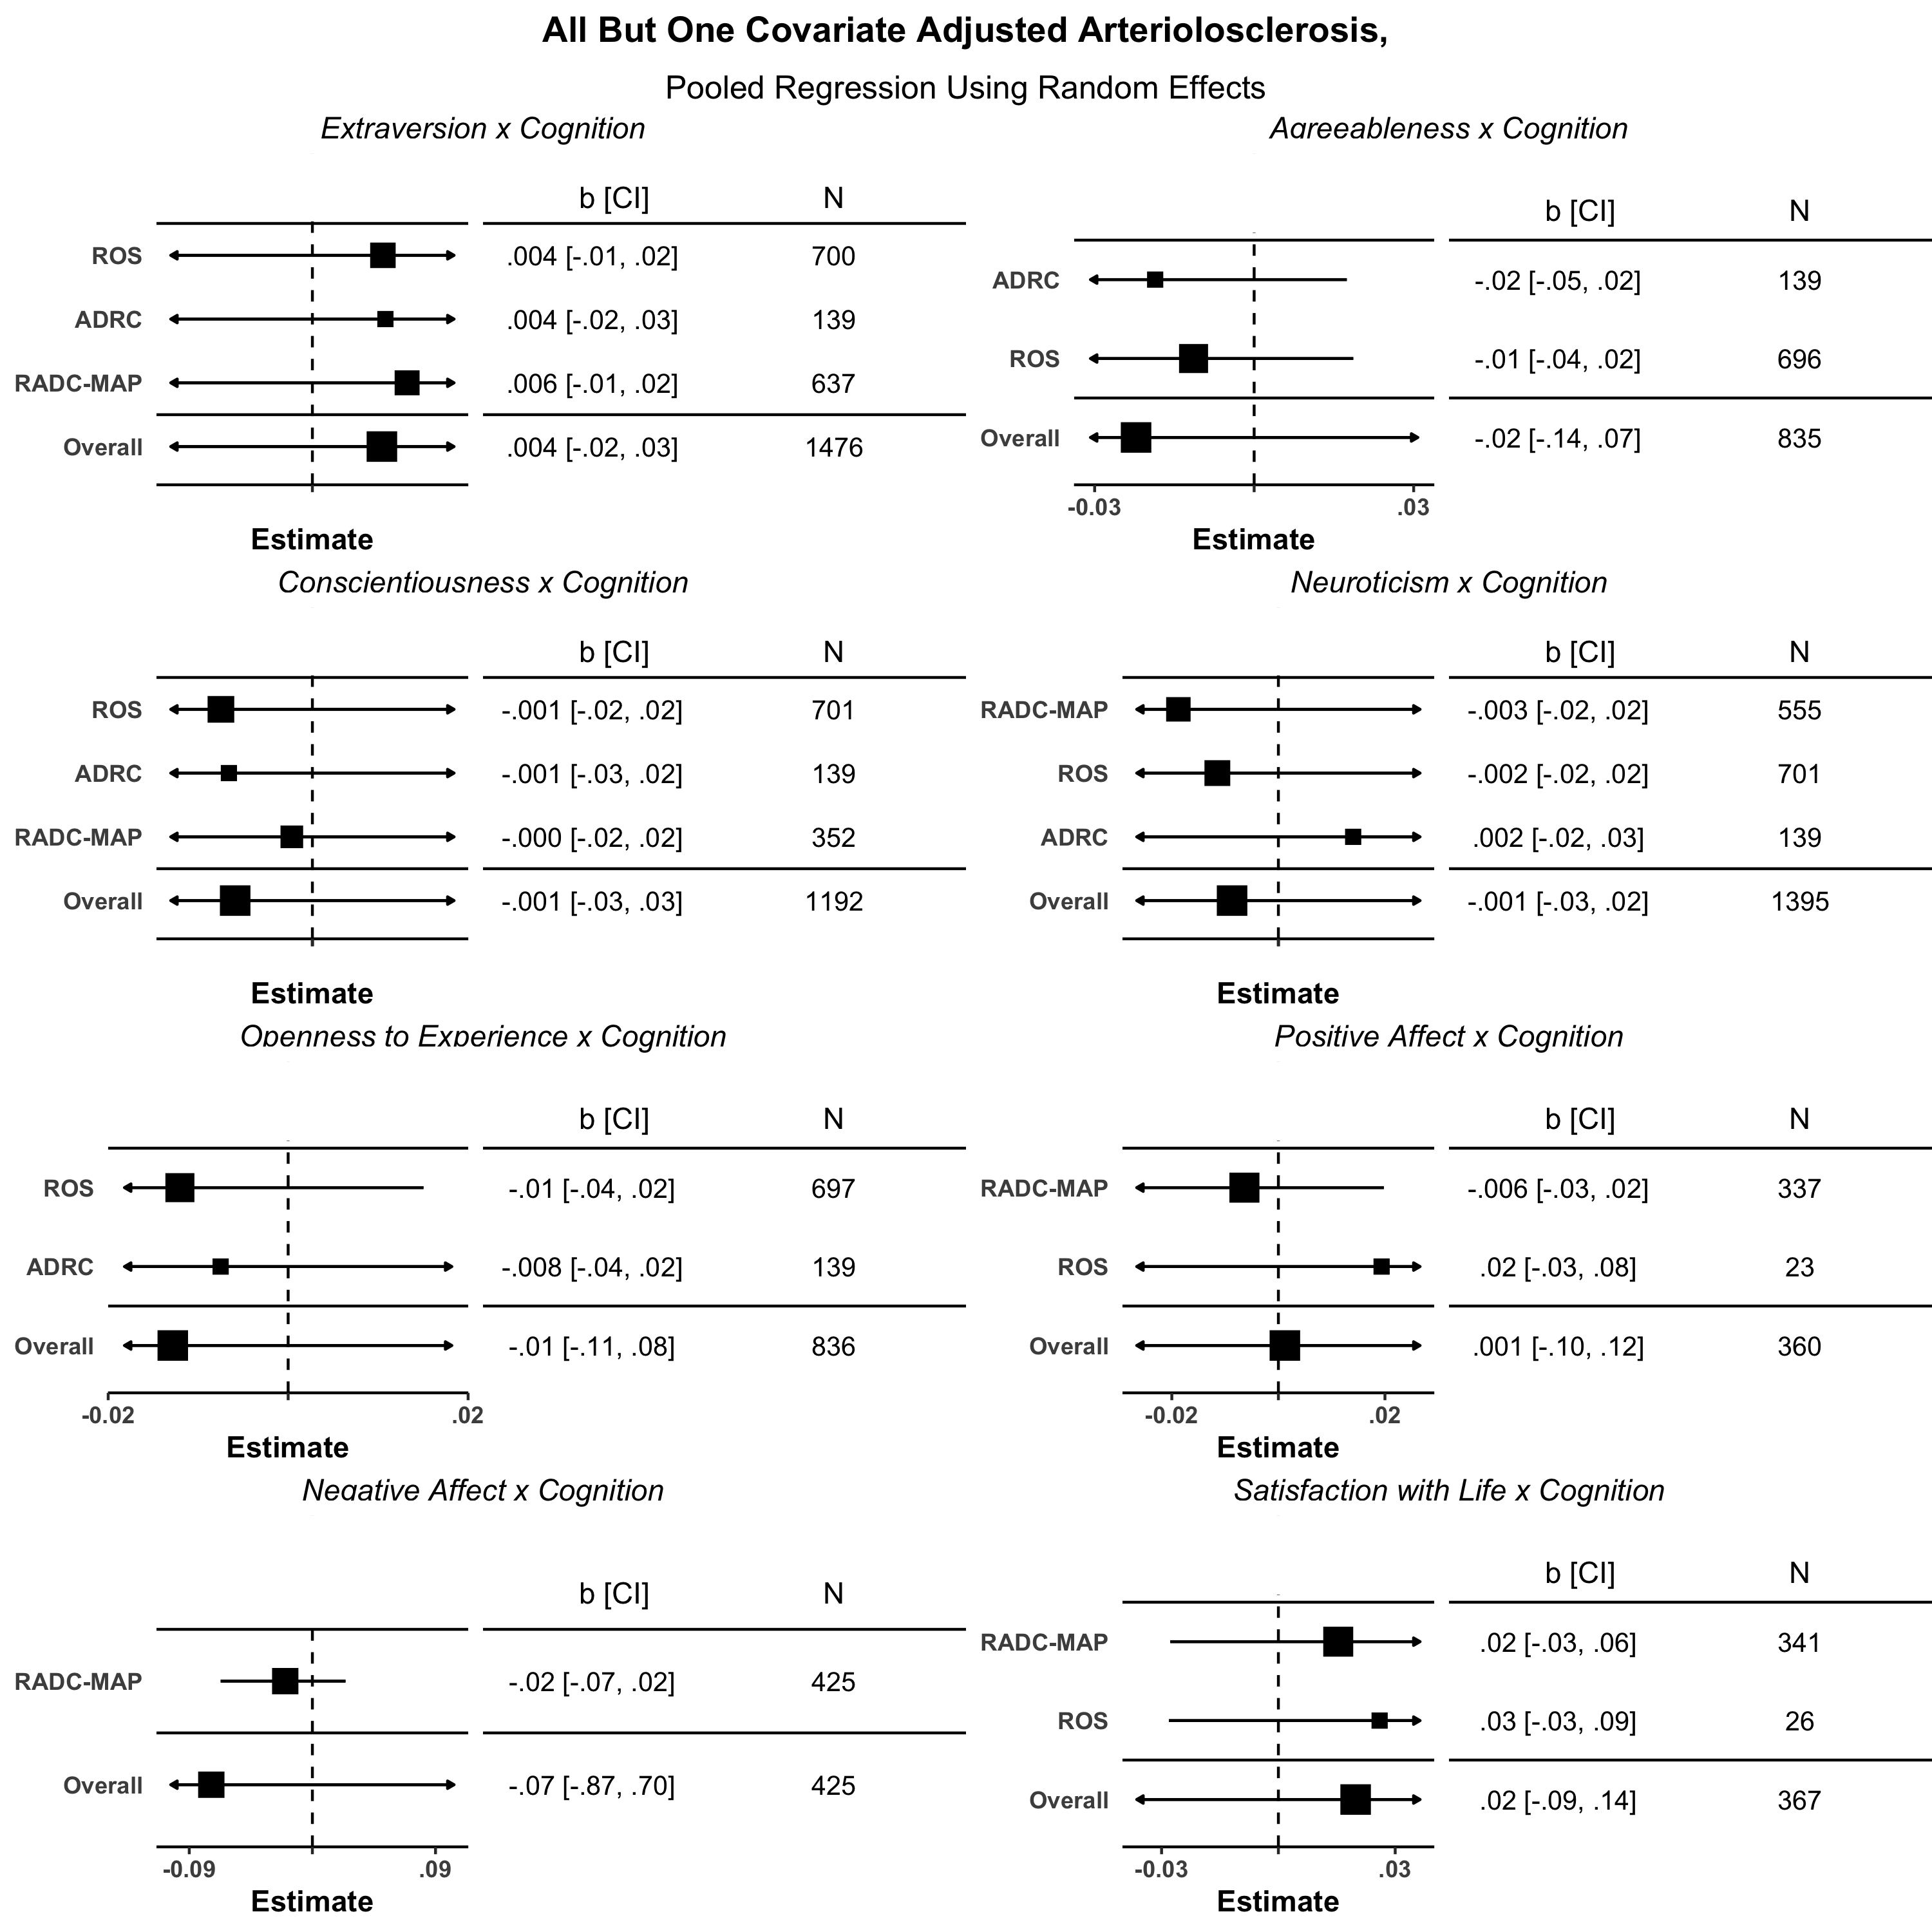 All But One Covariate Adjusted Arteriolosclerosis,
Pooled Regression Using Random Effects
Extraversion x Cognition
b [CI] N
ROS .004 [-.01, .02] 700
ADRC .004 [-.02, .03] 139
RADC-MAP .006 [-.01, .02] 637
Overall .004 [-.02, .03] 1476
Estimate
Agreeableness x Cognition
b [CI] N
ADRC -.02 [-.05, .02] 139
ROS -.01 [-.04, .02] 696
Overall -.02 [-.14, .07] 835
-0.03 .03
Estimate
Conscientiousness x Cognition
b [CI] N
ROS -.001 [-.02, .02] 701
ADRC -.001 [-.03, .02] 139
RADC-MAP -.000 [-.02, .02] 352
Overall -.001 [-.03, .03] 1192
Estimate
Neuroticism x Cognition
b [CI] N
RADC-MAP -.003 [-.02, .02] 555
ROS -.002 [-.02, .02] 701
ADRC .002 [-.02, .03] 139
Overall -.001 [-.03, .02] 1395
Estimate
Openness to Experience x Cognition
b [CI] N
ROS -.01 [-.04, .02] 697
ADRC -.008 [-.04, .02] 139
Overall -.01 [-.11, .08] 836
-0.02 .02
Estimate
Positive Affect x Cognition
b [CI] N
RADC-MAP -.006 [-.03, .02] 337
ROS .02 [-.03, .08] 23
Overall .001 [-.10, .12] 360
-0.02 .02
Estimate
Negative Affect x Cognition
b [CI] N
RADC-MAP -.02 [-.07, .02] 425
Overall -.07 [-.87, .70] 425
-0.09 .09
Estimate
Satisfaction with Life x Cognition
b [CI] N
RADC-MAP .02 [-.03, .06] 341
ROS .03 [-.03, .09] 26
Overall .02 [-.09, .14] 367
-0.03 .03
Estimate